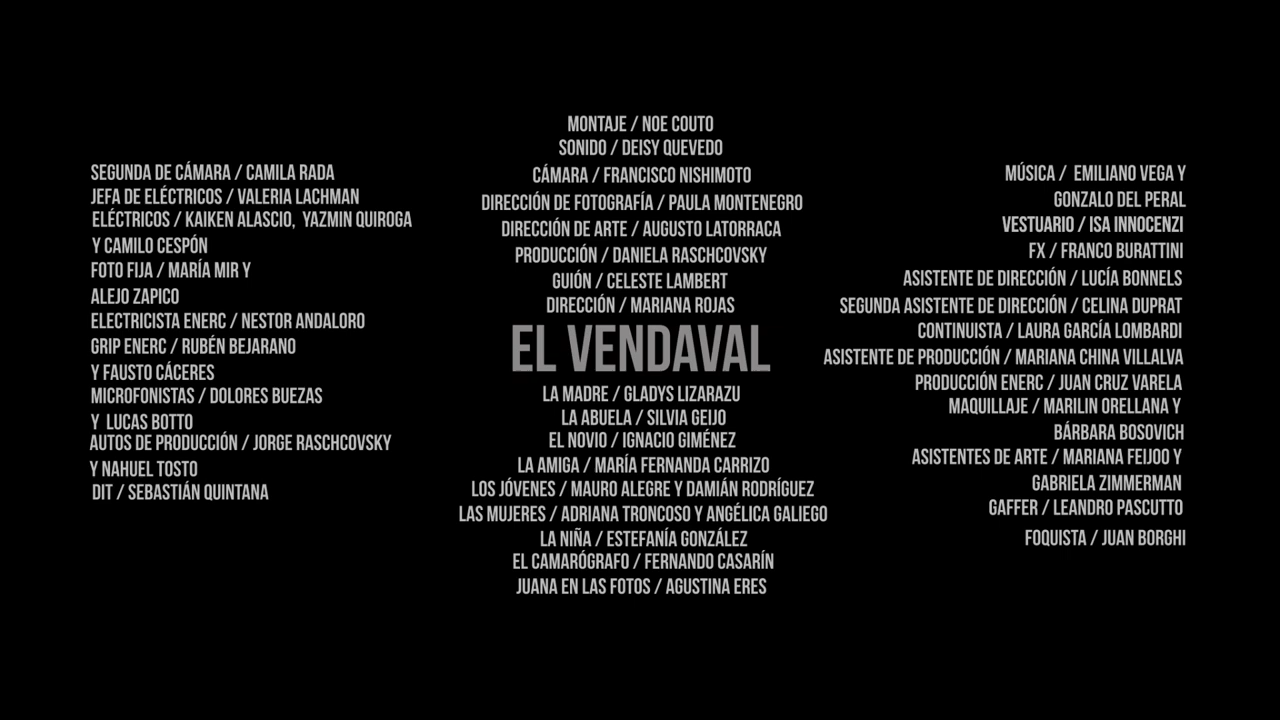 SEGUNDA DE CÁMARA / CAMILA RADA
JEFA DE ELÉCTRICOS / VALERIA LACHMAN
ELÉCTRICOS / KAIKEN ALASCIO, YAZMIN QUIROGA
Y CAMILO CESPÓN
FOTO FIJA / MARÍA MIR Y
ALEJO ZAPICO
ELECTRICISTA ENERC / NESTOR ANDALORO
GRIP ENERC / RUBÉN BEJARANO
Y FAUSTO CÁCERES
MICROFONISTAS / DOLORES BUEZAS
Y LUCAS BOTTO
AUTOS DE PRODUCCIÓN / JORGE RASCHCOVSKY
Y NAHUEL TOSTO
DIT / SEBASTIÁN QUINTANA
MONTAJE / NOE COUTO
SONIDO / DEISY QUEVEDO
CÁMARA / FRANCISCO NISHIMOTO
DIRECCIÓN DE FOTOGRAFÍA / PAULA MONTENEGRO
DIRECCIÓN DE ARTE / AUGUSTO LATORRACA
PRODUCCIÓN / DANIELA RASCHCOVSKY
GUIÓN / CELESTE LAMBERT
DIRECCIÓN / MARIANA ROJAS
EL VENDAVAL
LA MADRE / GLADYS LIZARAZU
LA ABUELA / SILVIA GEIJO
EL NOVIO / IGNACIO GIMÉNEZ
LA AMIGA / MARÍA FERNANDA CARRIZO
LOS JÓVENES / MAURO ALEGRE Y DAMIÁN RODRÍGUEZ
LAS MUJERES / ADRIANA TRONCOSO Y ANGÉLICA GALIEGO
LA NIÑA / ESTEFANÍA GONZÁLEZ
EL CAMARÓGRAFO / FERNANDO CASARÍN
JUANA EN LAS FOTOS / AGUSTINA ERES
MÚSICA / EMILIANO VEGA Y
GONZALO DEL PERAL
VESTUARIO / ISA INNOCENZI
FX / FRANCO BURATTINI
ASISTENTE DE DIRECCIÓN / LUCÍA BONNELS
SEGUNDA ASISTENTE DE DIRECCIÓN / CELINA DUPRAT
CONTINUISTA / LAURA GARCÍA LOMBARDI
ASISTENTE DE PRODUCCIÓN / MARIANA CHINA VILLALVA
PRODUCCIÓN ENERC / JUAN CRUZ VARELA
MAQUILLAJE / MARILIN ORELLANA Y
BÁRBARA BOSOVICH
ASISTENTES DE ARTE / MARIANA FEIJOO Y
GABRIELA ZIMMERMAN
GAFFER / LEANDRO PASCUTTO
FOQUISTA / JUAN BORGHI